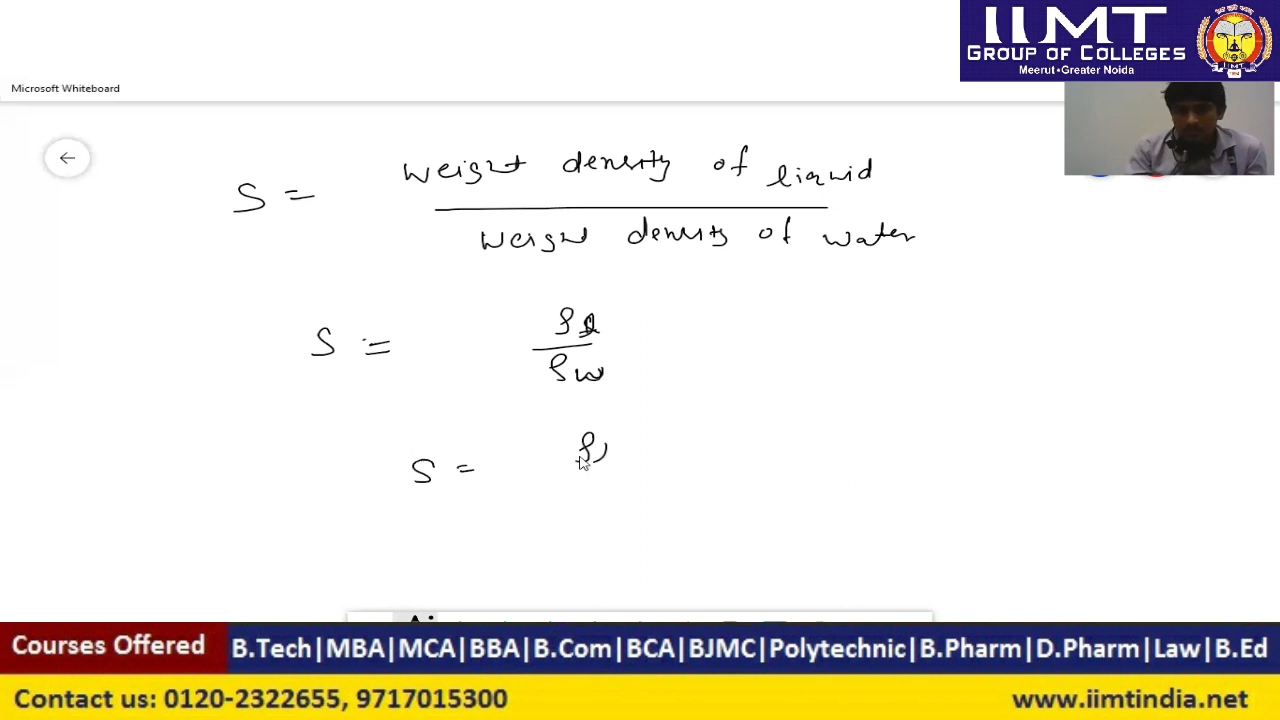 IIMT
GROUP OF COLLEGES
Meerut•Greater Noida
Microsoft Whiteboard
S = weight density of liquid
weight density of water
S = ρl
ρw
S = ρ
Courses Offered B.Tech|MBA|MCA|BBA|B.Com|BCA|BJMC|Polytechnic|B.Pharm|D.Pharm|Law|B.Ed
Contact us: 0120-2322655, 9717015300 www.iimtindia.net